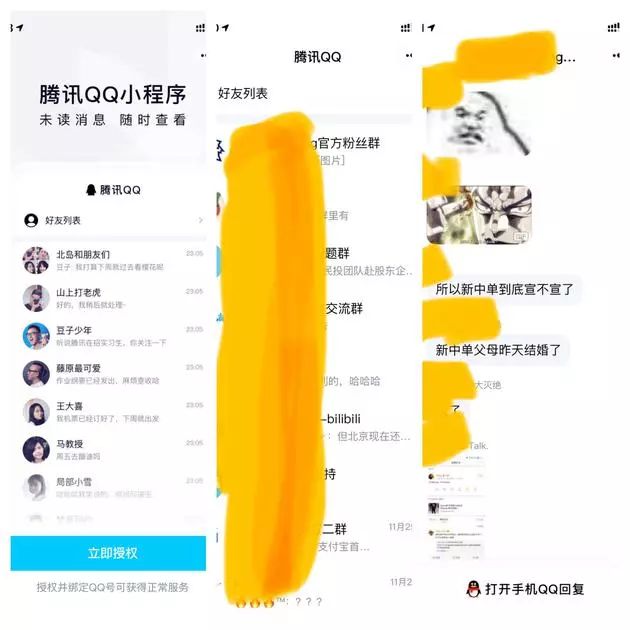 腾讯QQ小程序
未读消息 随时查看
腾讯QQ
好友列表
北岛和朋友们
23:05
豆子: 我打算下周就过去看樱花呢
山上打老虎
23:05
好的，我稍后就处理~
豆子少年
23:05
听说腾讯在招实习生，你关注一下
藤原最可爱
23:05
作业纲要已经发出，麻烦查收哈
王大喜
23:05
我机票已经订好了，下周就出发
马教授
23:05
周五去蹦迪吗
局部小雪
23:05
立即授权
授权并绑定QQ号可获得正常服务
腾讯QQ
好友列表
g官方粉丝群
图片]
群里有
题群
民投团队赴股东企...
交流群
刂的，哈哈哈
-bilibili
：但北京现在还...
持
二群
11月2
支付宝首...
11月2
™: ? ? ?
g...
所以新中单到底宣不宣了
新中单父母昨天结婚了
大灭绝
了
Talk.
打开手机QQ回复